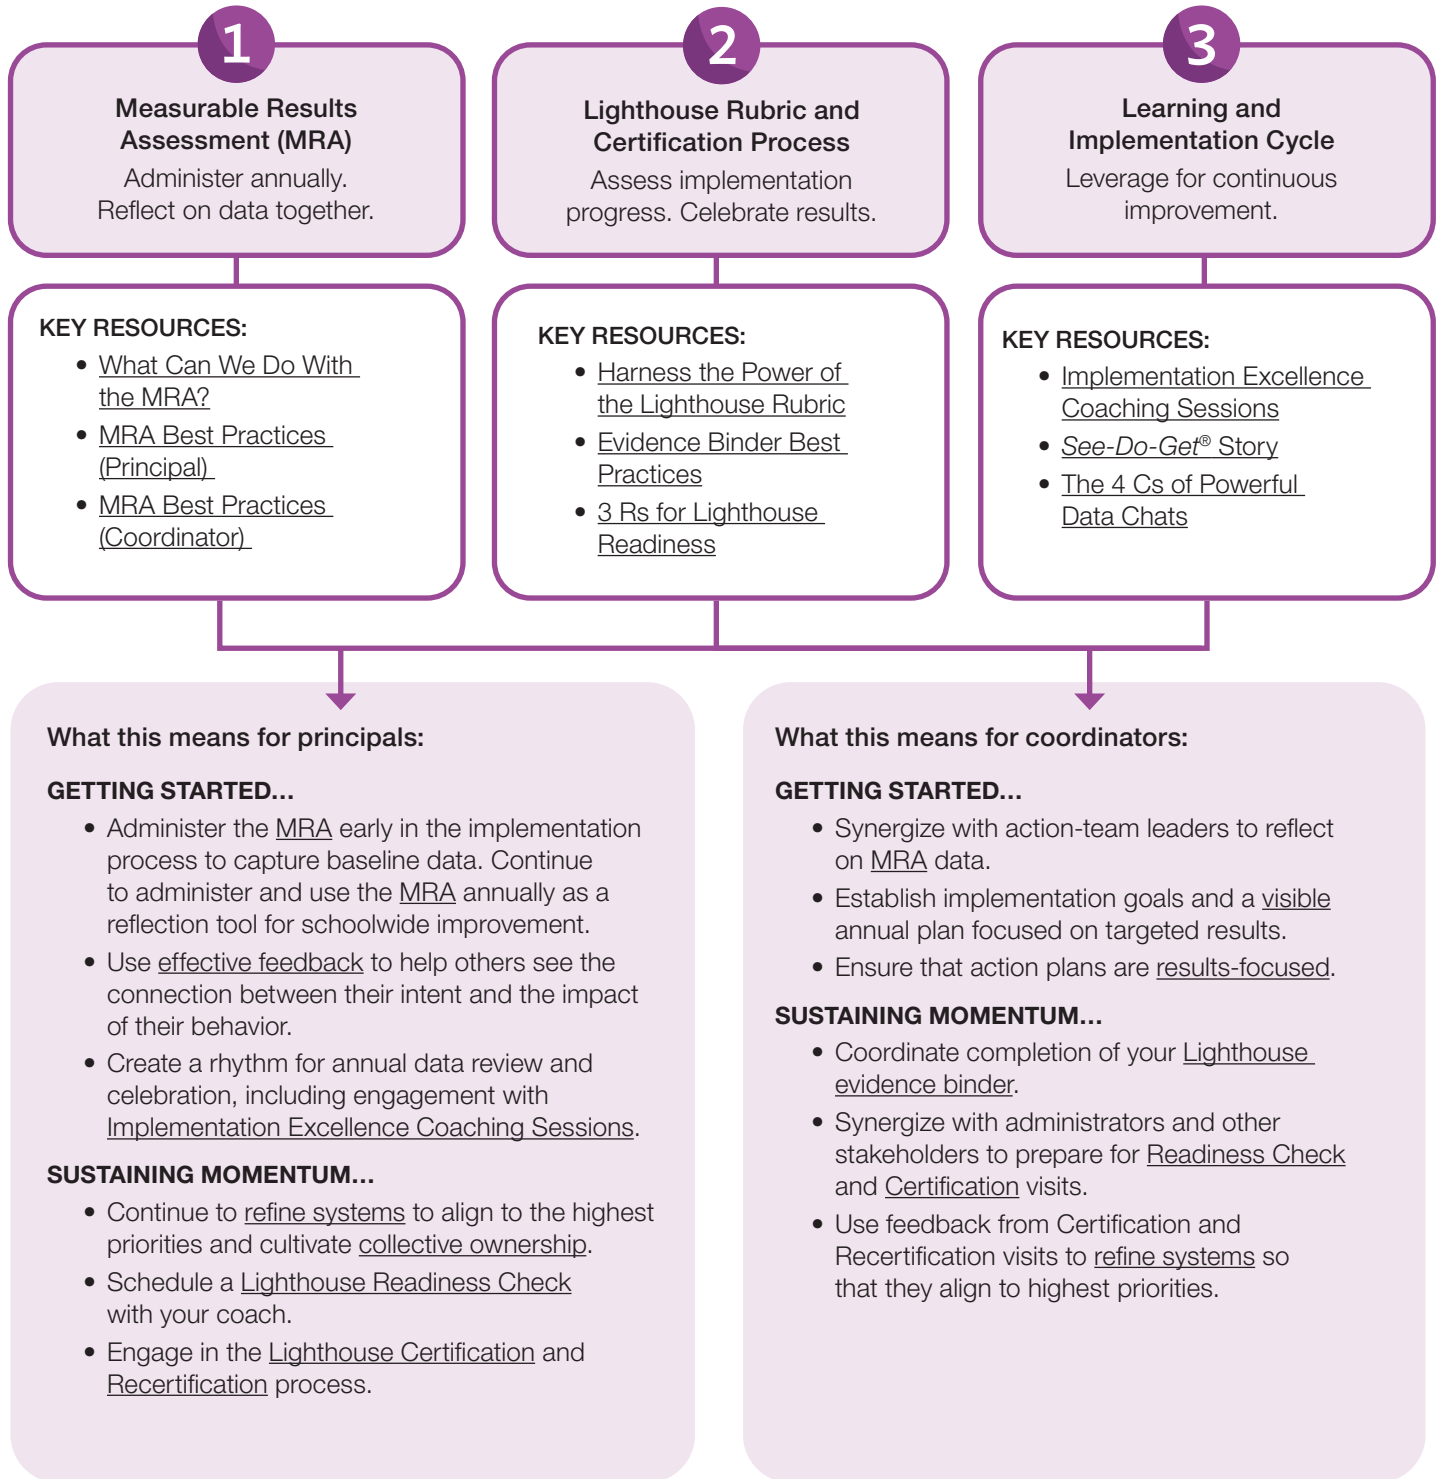 1
Measurable Results
Assessment (MRA)
Administer annually.
Reflect on data together.
KEY RESOURCES:
• What Can We Do With
the MRA?
• MRA Best Practices
(Principal)
• MRA Best Practices
(Coordinator)
2
Lighthouse Rubric and
Certification Process
Assess implementation
progress. Celebrate results.
KEY RESOURCES:
• Harness the Power of
the Lighthouse Rubric
• Evidence Binder Best
Practices
• 3 Rs for Lighthouse
Readiness
3
Learning and
Implementation Cycle
Leverage for continuous
improvement.
KEY RESOURCES:
• Implementation Excellence
Coaching Sessions
• See-Do-Get® Story
• The 4 Cs of Powerful
Data Chats
What this means for principals:
GETTING STARTED…
• Administer the MRA early in the implementation
process to capture baseline data. Continue
to administer and use the MRA annually as a
reflection tool for schoolwide improvement.
• Use effective feedback to help others see the
connection between their intent and the impact
of their behavior.
• Create a rhythm for annual data review and
celebration, including engagement with
Implementation Excellence Coaching Sessions.
SUSTAINING MOMENTUM…
• Continue to refine systems to align to the highest
priorities and cultivate collective ownership.
• Schedule a Lighthouse Readiness Check
with your coach.
• Engage in the Lighthouse Certification and
Recertification process.
What this means for coordinators:
GETTING STARTED…
• Synergize with action-team leaders to reflect
on MRA data.
• Establish implementation goals and a visible
annual plan focused on targeted results.
• Ensure that action plans are results-focused.
SUSTAINING MOMENTUM…
• Coordinate completion of your Lighthouse
evidence binder.
• Synergize with administrators and other
stakeholders to prepare for Readiness Check
and Certification visits.
• Use feedback from Certification and
Recertification visits to refine systems so
that they align to highest priorities.